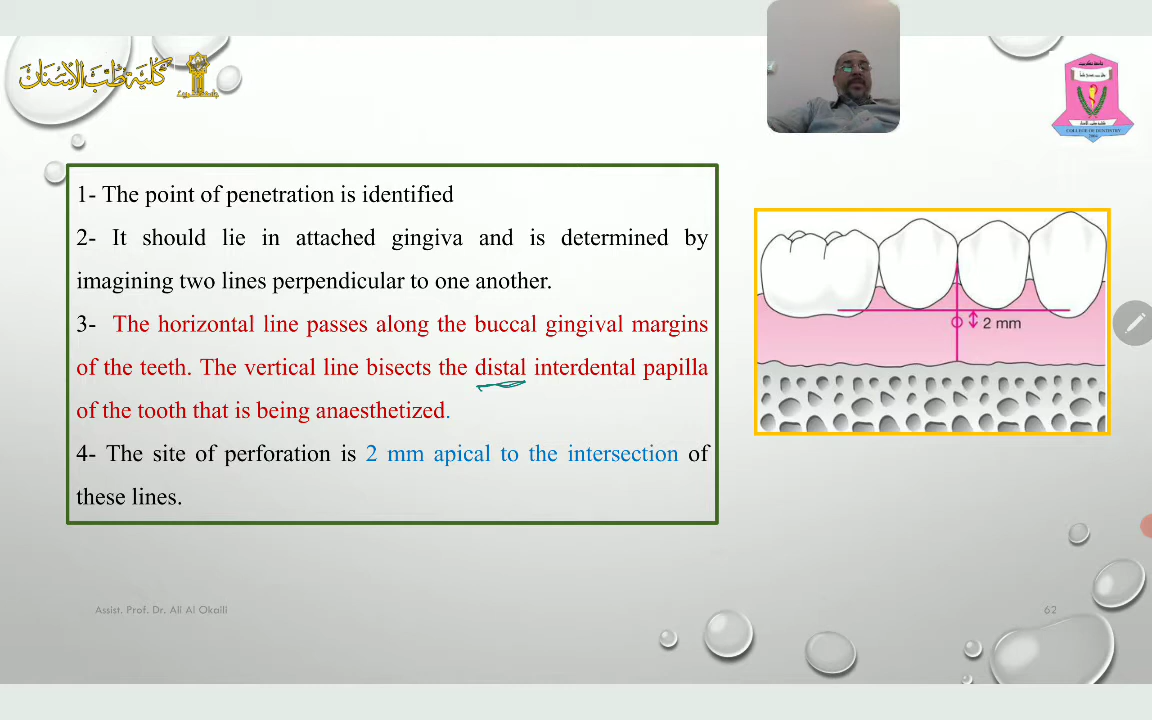 كلية طب الأسنان
COLLEGE OF DENTISTRY
1- The point of penetration is identified
2- It should lie in attached gingiva and is determined by
imagining two lines perpendicular to one another.
3- The horizontal line passes along the buccal gingival margins
of the teeth. The vertical line bisects the distal interdental papilla
of the tooth that is being anaesthetized.
4- The site of perforation is 2 mm apical to the intersection of
these lines.
2 mm
Assist. Prof. Dr. Ali Al Okaili
62